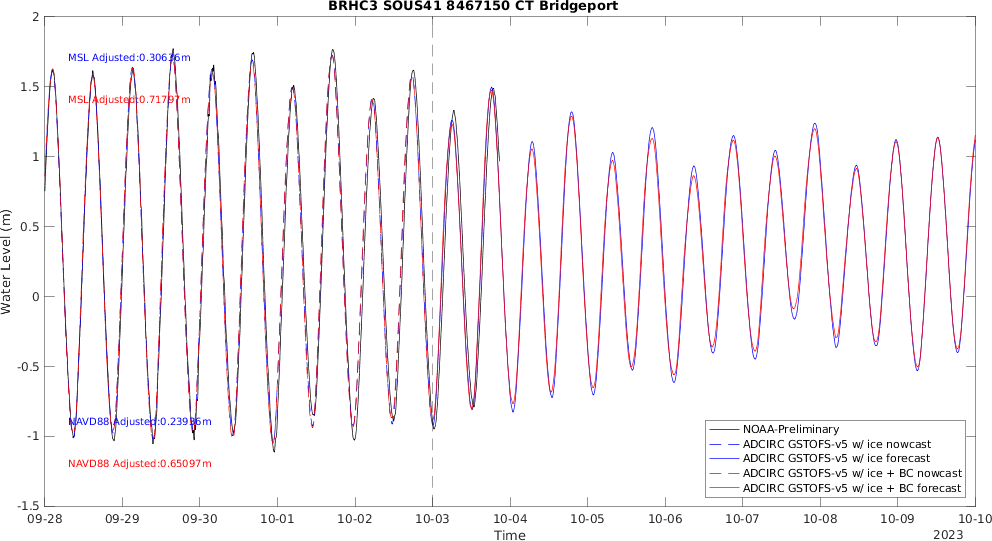 BRHC3 SOUS41 8467150 CT Bridgeport
2
1.5
1
0.5
0
-0.5
-1
-1.5
Water Level (m)
MSL Adjusted:0.30636m
MSL Adjusted:0.71797m
NAVD88 Adjusted:0.23936m
NAVD88 Adjusted:0.65097m
NOAA-Preliminary
ADCIRC GSTOFS-v5 w/ ice nowcast
ADCIRC GSTOFS-v5 w/ ice forecast
ADCIRC GSTOFS-v5 w/ ice + BC nowcast
ADCIRC GSTOFS-v5 w/ ice + BC forecast
09-28 09-29 09-30 10-01 10-02 10-03 10-04 10-05 10-06 10-07 10-08 10-09 10-10
Time
2023